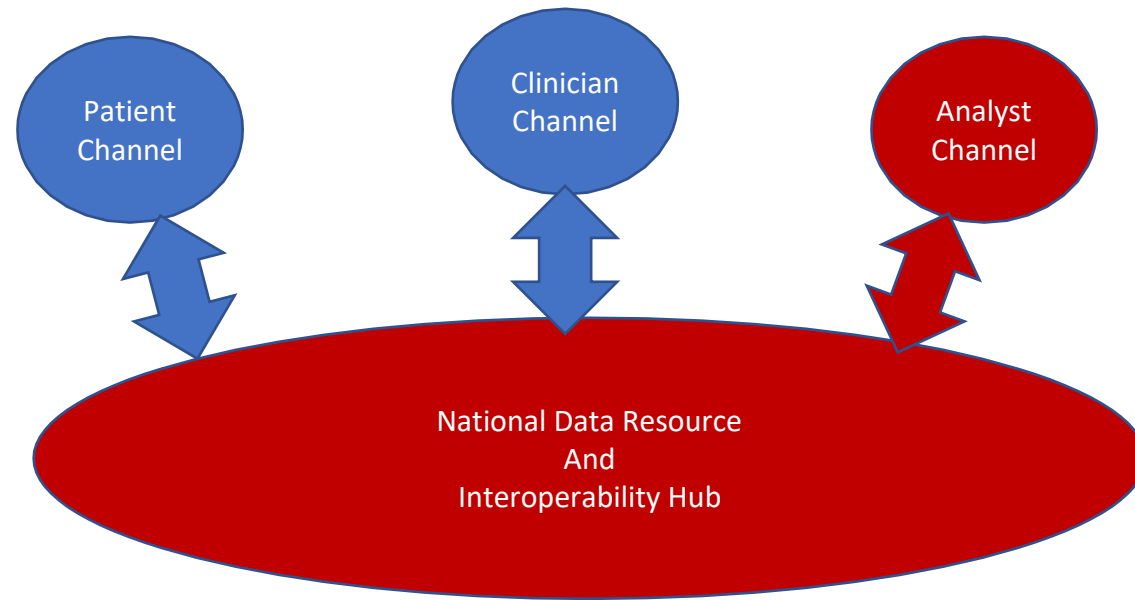 Patient
Channel
Clinician
Channel
Analyst
Channel
National Data Resource
And
Interoperability Hub